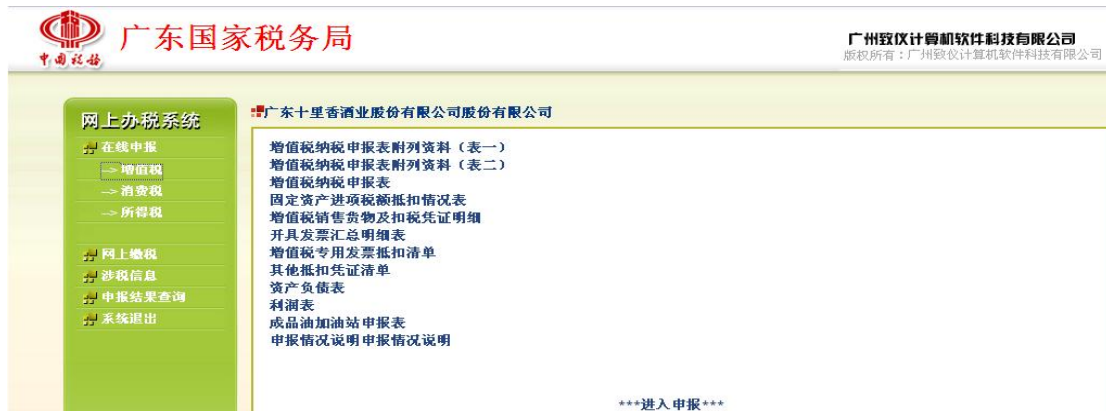 广东国家税务局
中国税务
广州致仪计算机软件科技有限公司
版权所有：广州致仪计算机软件科技有限公司
网上办税系统
在线申报
-->增值税
-->消费税
-->所得税
网上缴税
涉税信息
申报结果查询
系统退出
广东十里香酒业股份有限公司股份有限公司
增值税纳税申报表附列资料（表一）
增值税纳税申报表附列资料（表二）
增值税纳税申报表
固定资产进项税额抵扣情况表
增值税销售货物及扣税凭证明细
开具发票汇总明细表
增值税专用发票抵扣清单
其他抵扣凭证清单
资产负债表
利润表
成品油加油站申报表
申报情况说明申报情况说明
***进入申报***